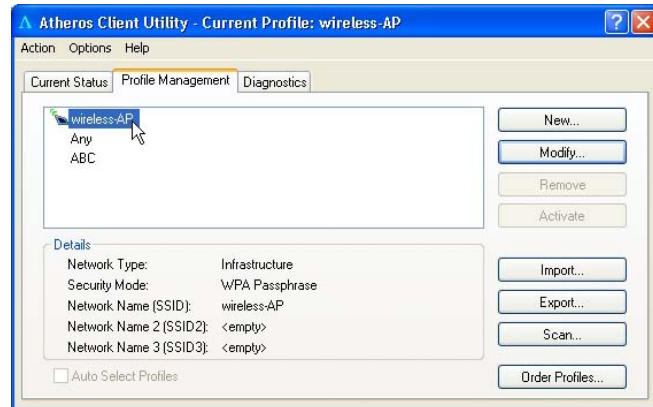 Atheros Client Utility - Current Profile: wireless-AP
Action Options Help
Current Status Profile Management Diagnostics
wireless-AP
Any
ABC
New...
Modify...
Remove
Activate
Details
Network Type: Infrastructure
Security Mode: WPA Passphrase
Network Name (SSID): wireless-AP
Network Name 2 (SSID2): <empty>
Network Name 3 (SSID3): <empty>
Import...
Export...
Scan...
Auto Select Profiles
Order Profiles...